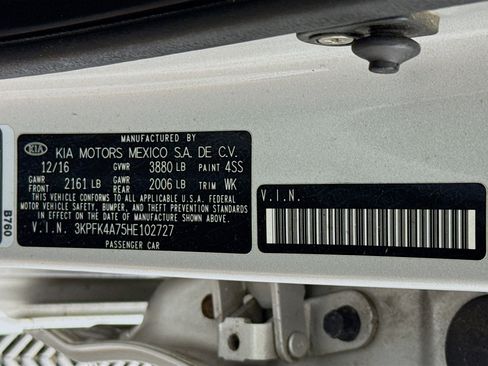 MANUFACTURED BY
KIA KIA MOTORS MEXICO S.A. DE C.V.
12/16 GVWR 3880 LB PAINT 4SS
GAWR FRONT 2161 LB GAWR REAR 2006 LB TRIM WK
THIS VEHICLE CONFORMS TO ALL APPLICABLE U.S.A. FEDERAL
MOTOR VEHICLE SAFETY, BUMPER, AND THEFT PREVENTION STANDARDS
IN EFFECT ON THE DATE OF MANUFACTURE SHOWN ABOVE.
V.I.N. 3KPFK4A75HE102727
PASSENGER CAR
V.I.N.
B760